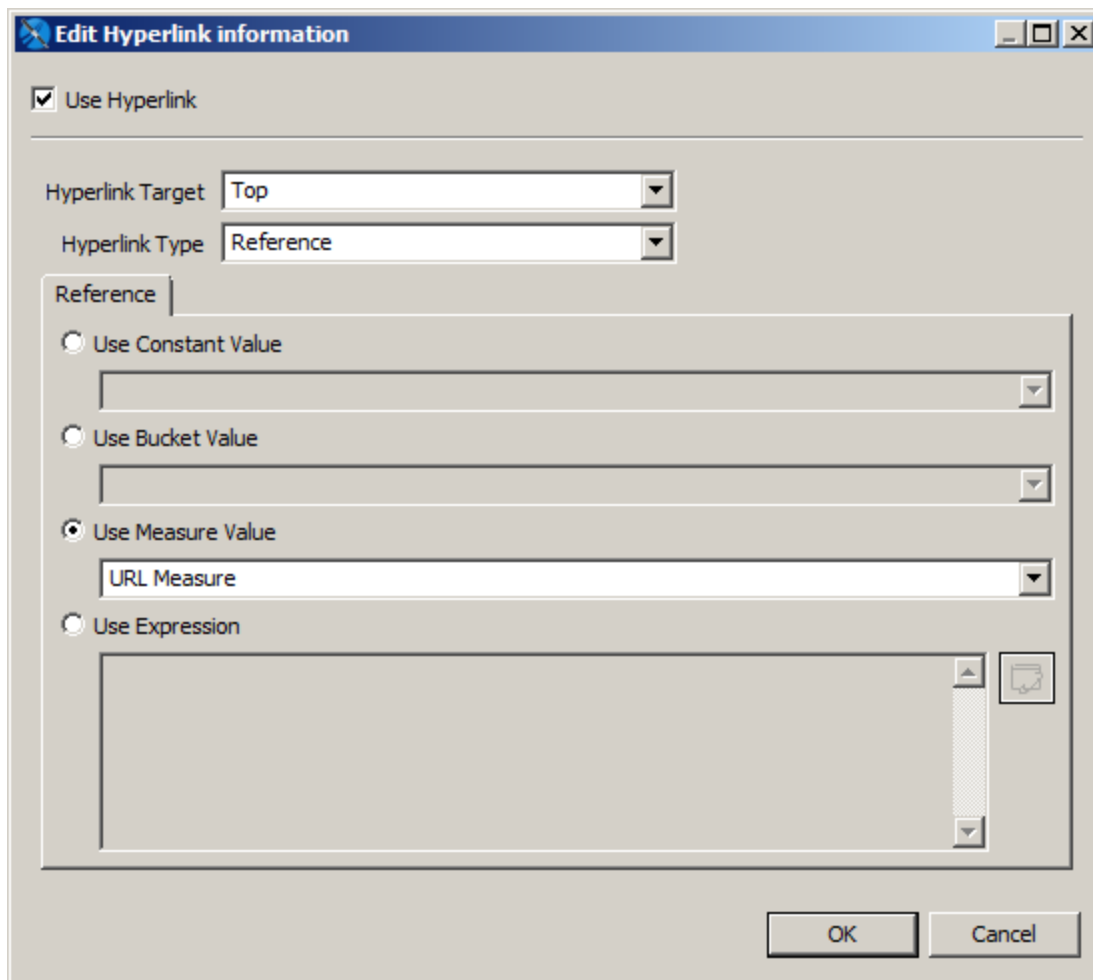 Edit Hyperlink information
Use Hyperlink
Hyperlink Target Top
Hyperlink Type Reference
Reference
Use Constant Value
Use Bucket Value
Use Measure Value
URL Measure
Use Expression
OK Cancel